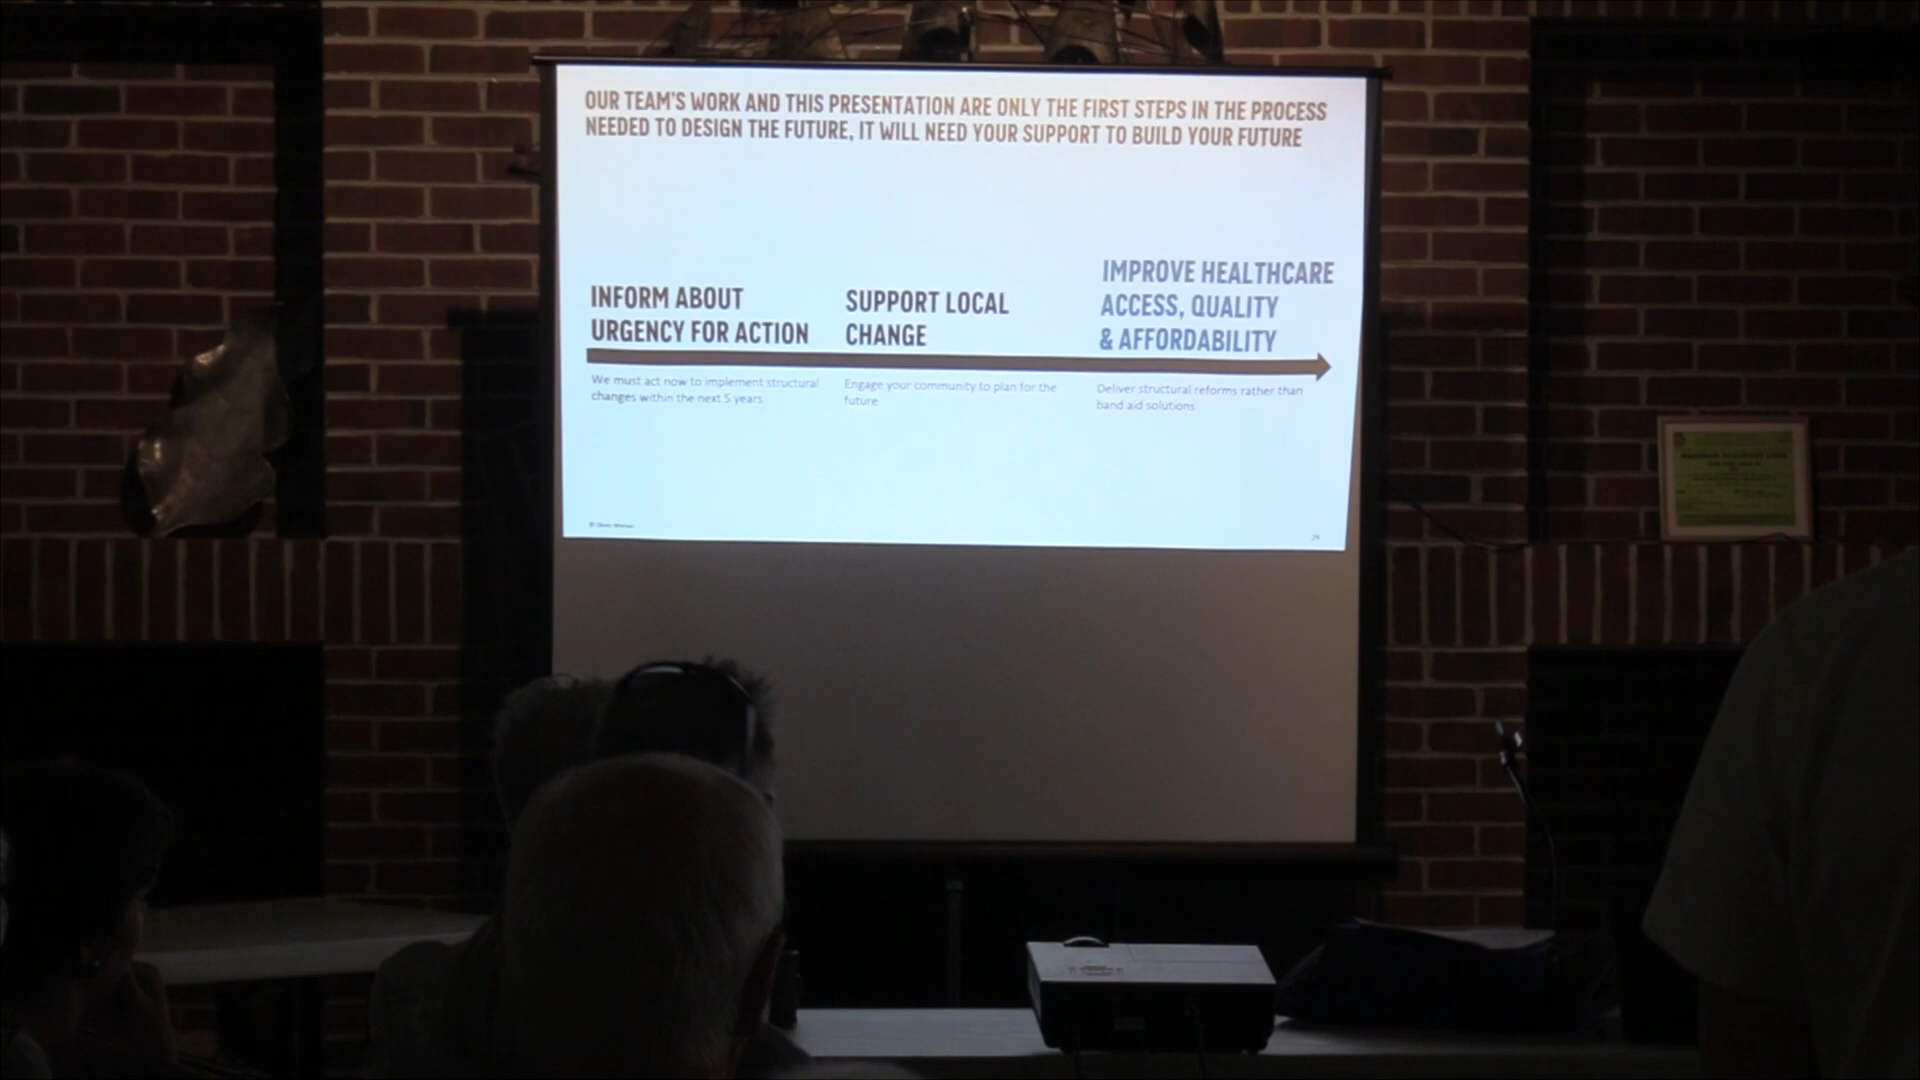 OUR TEAM'S WORK AND THIS PRESENTATION ARE ONLY THE FIRST STEPS IN THE PROCESS
NEEDED TO DESIGN THE FUTURE, IT WILL NEED YOUR SUPPORT TO BUILD YOUR FUTURE
INFORM ABOUT
URGENCY FOR ACTION
We must act now to implement structural
changes within the next 5 years
SUPPORT LOCAL
CHANGE
Engage your community to plan for the
future
IMPROVE HEALTHCARE
ACCESS, QUALITY
& AFFORDABILITY
Deliver structural reforms rather than
band aid solutions
© Oliver Wyman
29